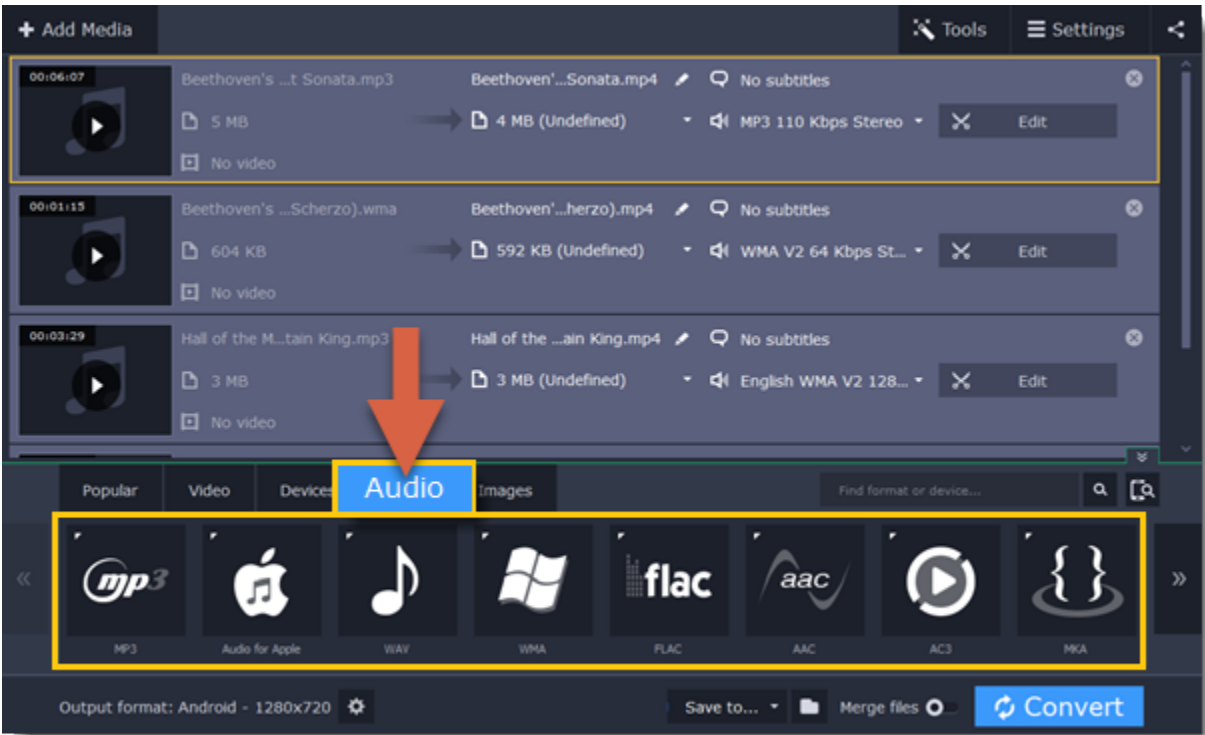 Add Media
Tools
Settings
00:06:07
Beethoven's ...t Sonata.mp3
Beethoven'...Sonata.mp4
No subtitles
5 MB
4 MB (Undefined)
MP3 110 Kbps Stereo
Edit
No video
00:01:15
Beethoven's ...Scherzo).wma
Beethoven'...herzo).mp4
No subtitles
604 KB
592 KB (Undefined)
WMA V2 64 Kbps St...
Edit
No video
00:03:29
Hall of the M...tain King.mp3
Hall of the ...ain King.mp4
No subtitles
3 MB
3 MB (Undefined)
English WMA V2 128...
Edit
No video
Popular
Video
Devices
Audio
Images
Find format or device...
mp3
flac
aac
{ }
MP3
Audio for Apple
WAV
WMA
FLAC
AAC
AC3
MKA
Output format: Android - 1280x720
Save to...
Merge files
Convert